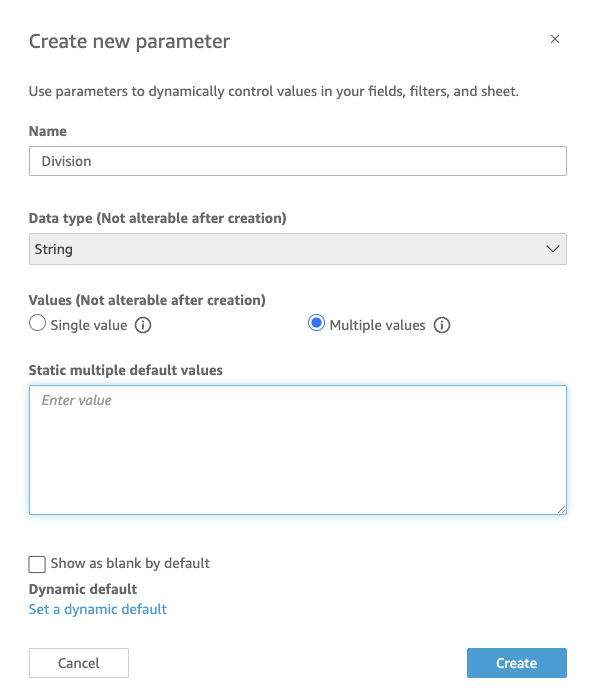 Create new parameter
Use parameters to dynamically control values in your fields, filters, and sheet.
Name
Division
Data type (Not alterable after creation)
String
Values (Not alterable after creation)
Single value
Multiple values
Static multiple default values
Enter value
Show as blank by default
Dynamic default
Set a dynamic default
Cancel
Create